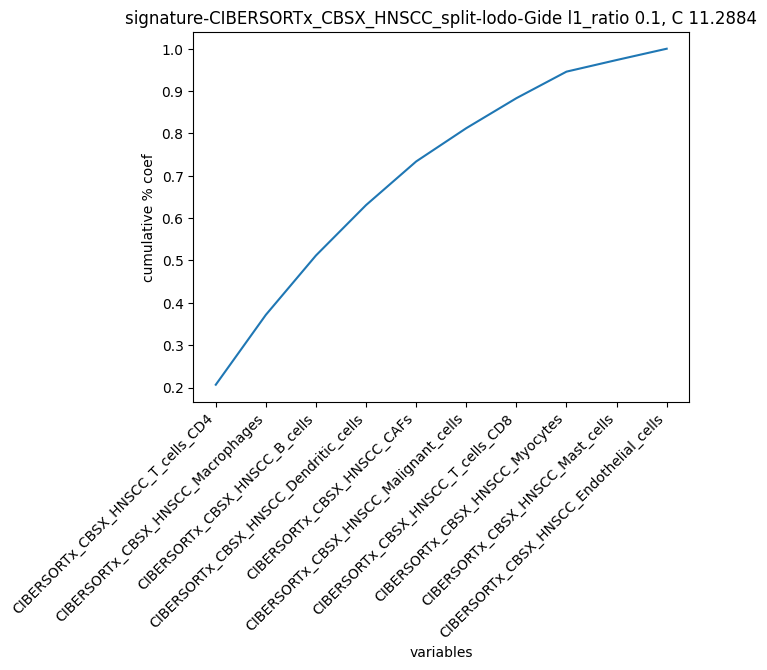 signature-CIBERSORTx_CBSX_HNSCC_split-lodo-Gide l1_ratio 0.1, C 11.2884
1.0
0.9
0.8
0.7
0.6
0.5
0.4
0.3
0.2
cumulative % coef
CIBERSORTx_CBSX_HNSCC_T_cells_CD4
CIBERSORTx_CBSX_HNSCC_Macrophages
CIBERSORTx_CBSX_HNSCC_B_cells
CIBERSORTx_CBSX_HNSCC_Dendritic_cells
CIBERSORTx_CBSX_HNSCC_CAFs
CIBERSORTx_CBSX_HNSCC_Malignant_cells
CIBERSORTx_CBSX_HNSCC_T_cells_CD8
CIBERSORTx_CBSX_HNSCC_Myocytes
CIBERSORTx_CBSX_HNSCC_Mast_cells
CIBERSORTx_CBSX_HNSCC_Endothelial_cells
variables